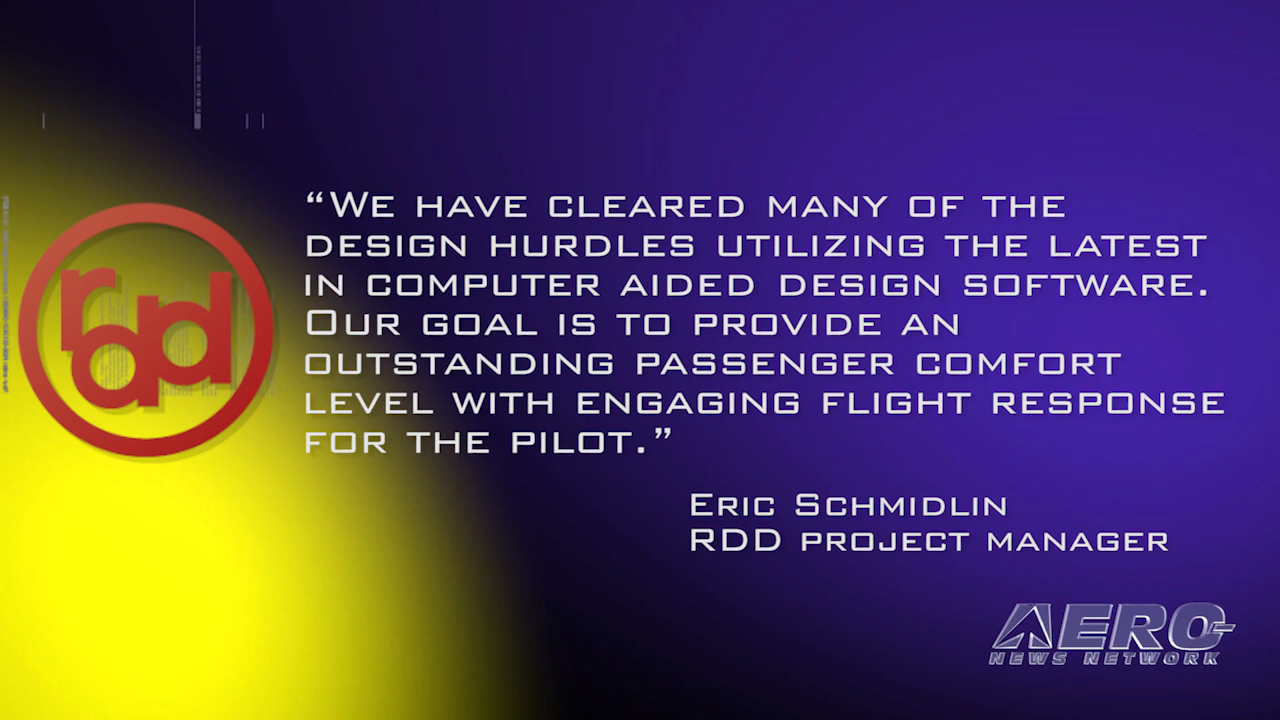 rdd
“We have cleared many of the
design hurdles utilizing the latest
in computer aided design software.
Our goal is to provide an
outstanding passenger comfort
level with engaging flight response
for the pilot.”
Eric Schmidlin
RDD project manager
AERO
NEWS NETWORK